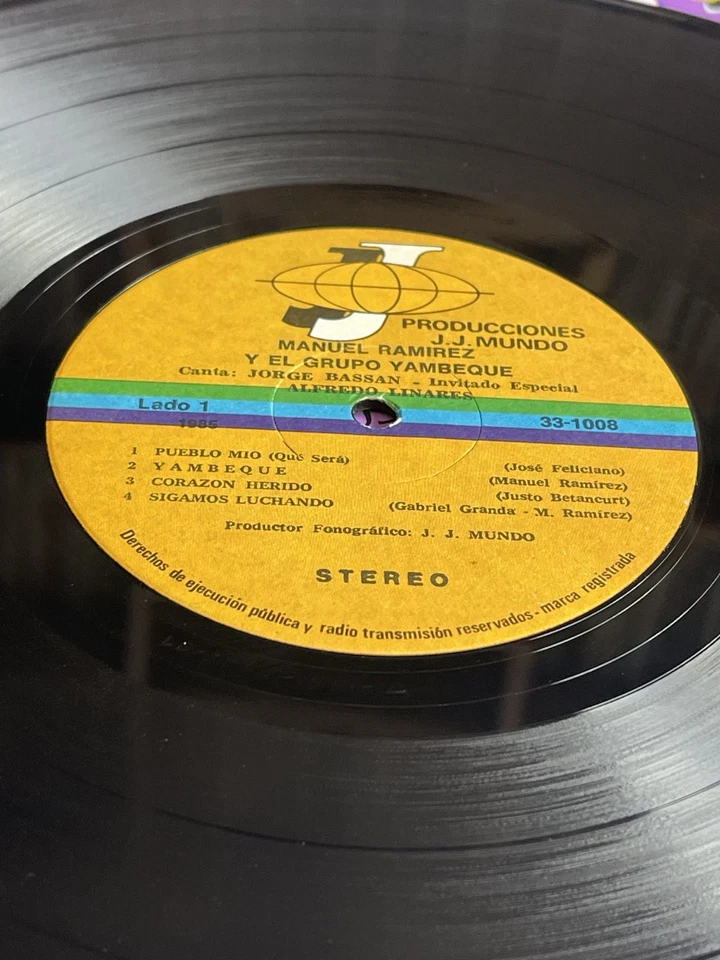 JJ
PRODUCCIONES
J.J. MUNDO
MANUEL RAMIREZ
Y EL GRUPO YAMBEQUE
Canta: JORGE BASSAN - Invitado Especial
ALFREDO LINARES
Lado 1 33-1008
1985
1 PUEBLO MIO (Qué Será) (José Feliciano)
2 YAMBEQUE (Manuel Ramírez)
3 CORAZON HERIDO (Justo Betancurt)
4 SIGAMOS LUCHANDO (Gabriel Granda - M. Ramírez)
Productor Fonográfico: J. J. MUNDO
STEREO
Derechos de ejecución pública y radio transmisión reservados - marca registrada